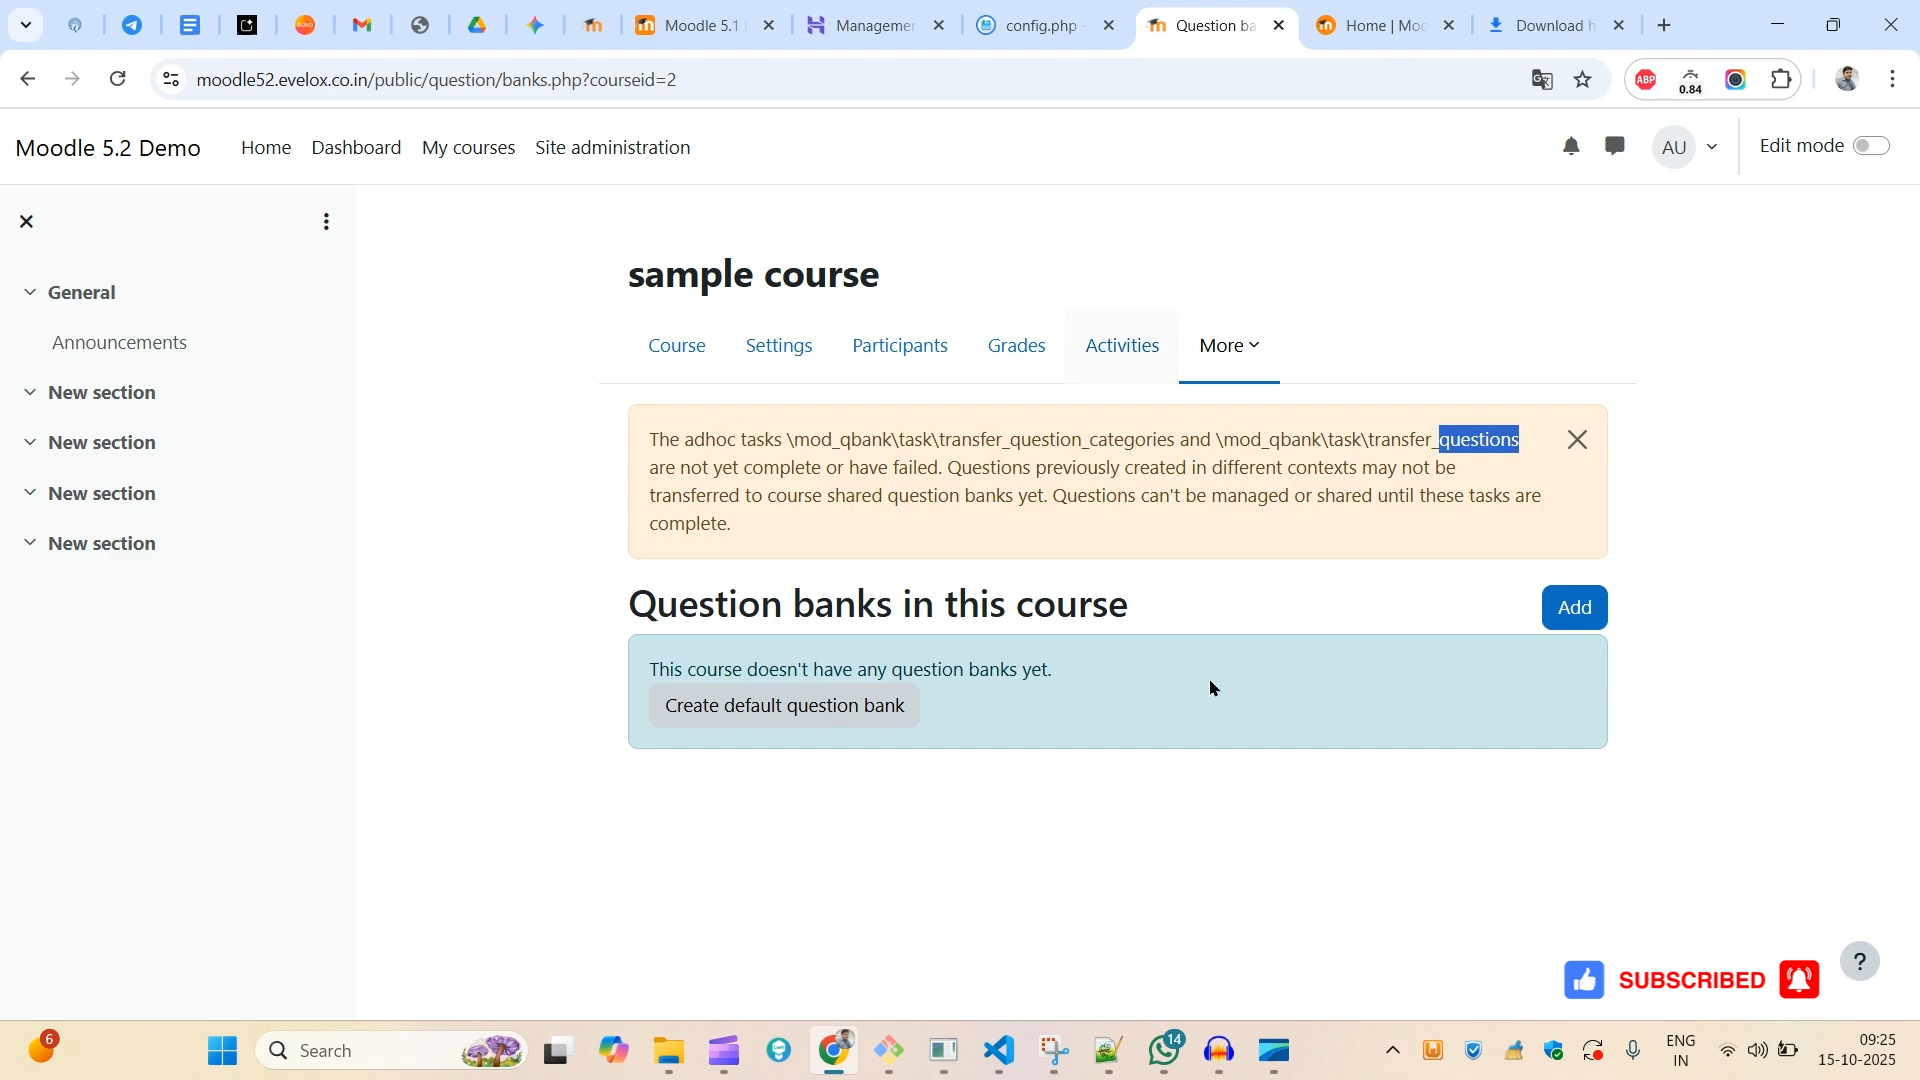 Moodle 5.1
Managemen
config.php -
Question ba
Home | Moo
Download h
moodle52.evelox.co.in/public/question/banks.php?courseid=2
ABP
0.84
Moodle 5.2 Demo
Home
Dashboard
My courses
Site administration
AU
Edit mode
General
Announcements
New section
New section
New section
New section
sample course
Course
Settings
Participants
Grades
Activities
More
The adhoc tasks \mod_qbank\task\transfer_question_categories and \mod_qbank\task\transfer_questions
are not yet complete or have failed. Questions previously created in different contexts may not be
transferred to course shared question banks yet. Questions can't be managed or shared until these tasks are
complete.
Question banks in this course
Add
This course doesn't have any question banks yet.
Create default question bank
SUBSCRIBED
?
6
Search
14
ENG
IN
09:25
15-10-2025